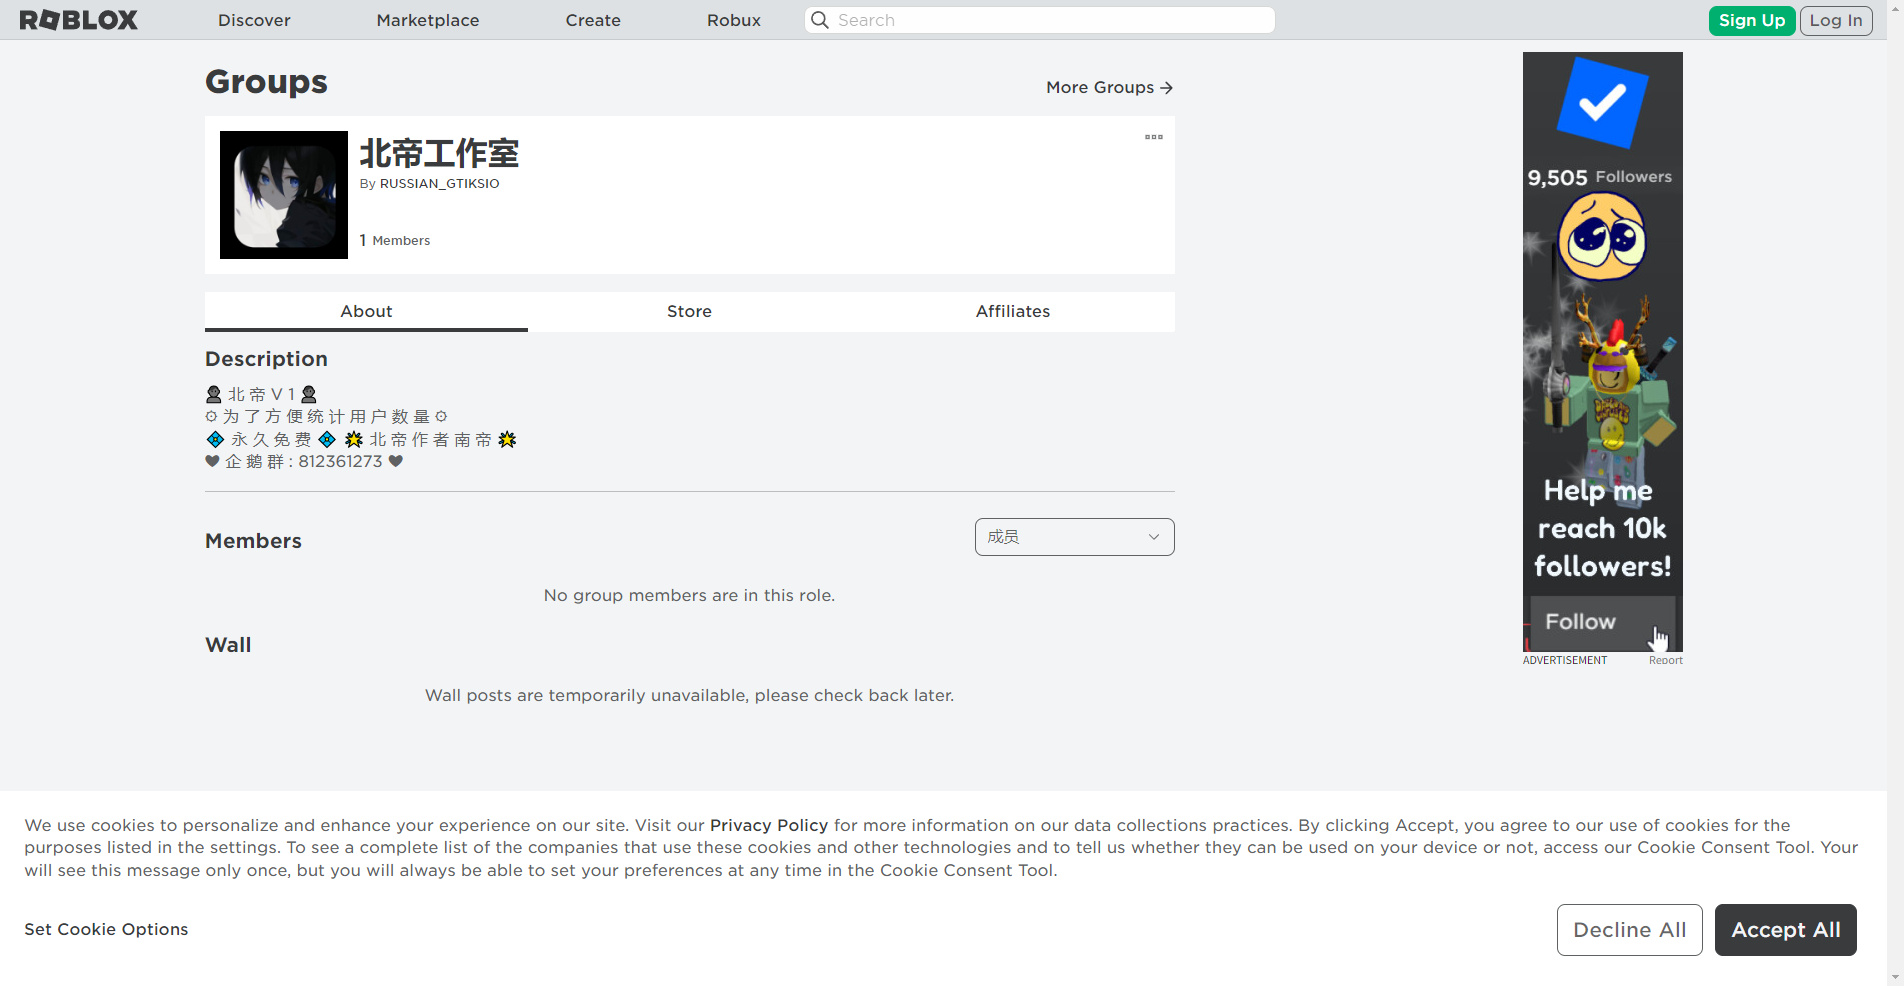 ROBLOX
Discover
Marketplace
Create
Robux
Search
Sign Up
Log In
Groups
More Groups →
北帝工作室
By RUSSIAN_GTIKSIO
1 Members
About
Store
Affiliates
Description
👤 北 帝 V 1 👤
⚙ 为 了 方 便 统 计 用 户 数 量 ⚙
💠 永 久 免 费 💠 🌟 北 帝 作 者 南 帝 🌟
❤ 企 鹅 群 : 812361273 ❤
Members
成员
No group members are in this role.
Wall
Wall posts are temporarily unavailable, please check back later.
9,505 Followers
Help me
reach 10k
followers!
Follow
ADVERTISEMENT
Report
We use cookies to personalize and enhance your experience on our site. Visit our Privacy Policy for more information on our data collections practices. By clicking Accept, you agree to our use of cookies for the
purposes listed in the settings. To see a complete list of the companies that use these cookies and other technologies and to tell us whether they can be used on your device or not, access our Cookie Consent Tool. Your
will see this message only once, but you will always be able to set your preferences at any time in the Cookie Consent Tool.
Set Cookie Options
Decline All
Accept All